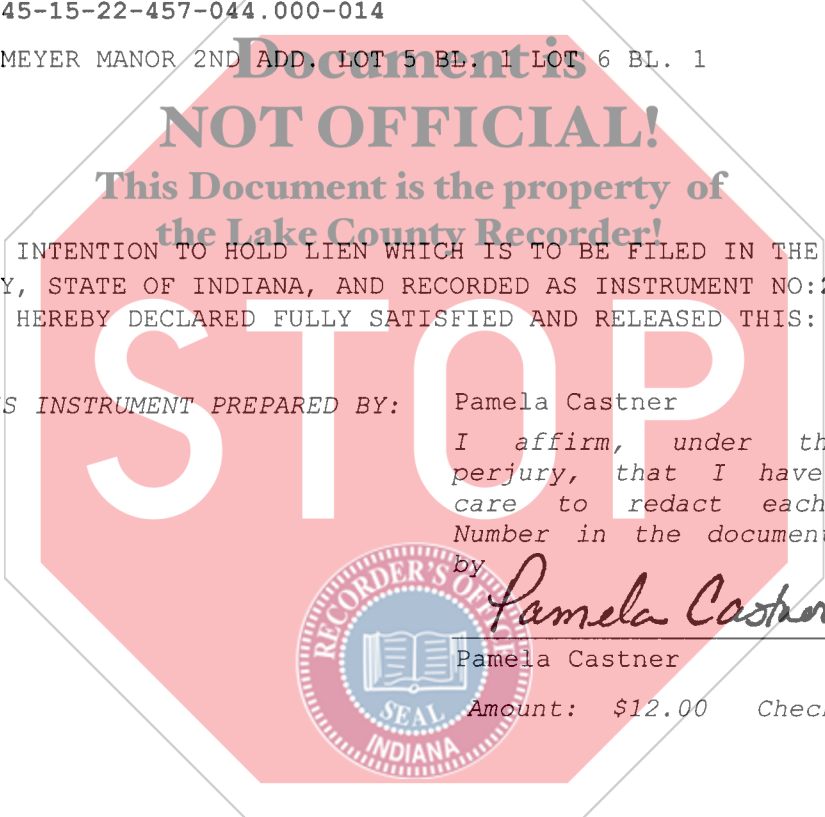 45-15-22-457-044.000-014
MEYER MANOR 2ND ADD. LOT 5 BL. 1 LOT 6 BL. 1
Document is
NOT OFFICIAL!
This Document is the property of
the Lake County Recorder!
INTENTION TO HOLD LIEN WHICH IS TO BE FILED IN THE
Y, STATE OF INDIANA, AND RECORDED AS INSTRUMENT NO:2
HEREBY DECLARED FULLY SATISFIED AND RELEASED THIS:
STOP
S INSTRUMENT PREPARED BY: Pamela Castner
I affirm, under th
perjury, that I have
care to redact each
Number in the document
by
Pamela Castner
Pamela Castner
Amount: $12.00 Chec
RECORDER'S OFFICE
SEAL
INDIANA